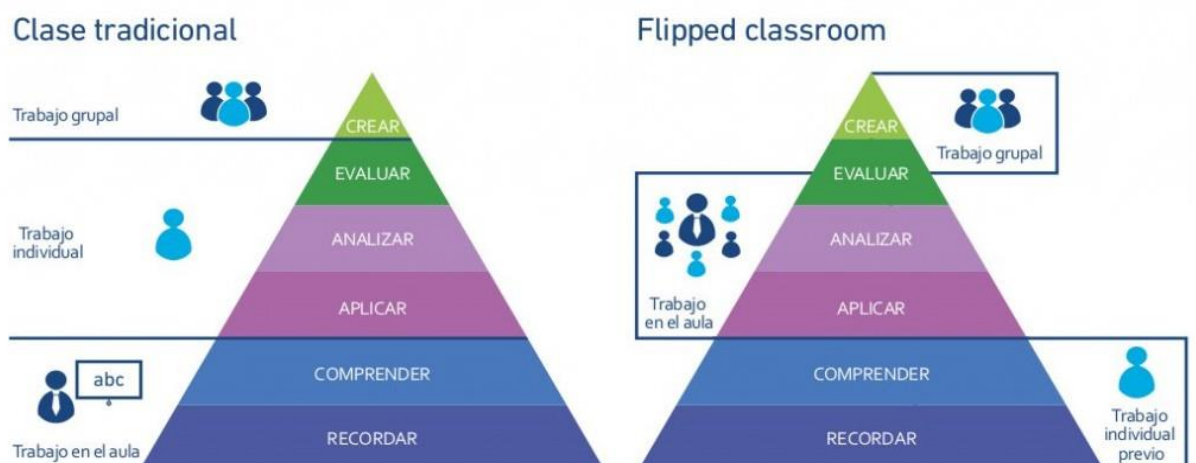 Clase tradicional
Trabajo grupal
Trabajo
individual
abc
Trabajo en el aula
CREAR
EVALUAR
ANALIZAR
APLICAR
COMPRENDER
RECORDAR
Flipped classroom
CREAR
EVALUAR
ANALIZAR
APLICAR
COMPRENDER
RECORDAR
Trabajo grupal
Trabajo
en el aula
Trabajo
individual
previo